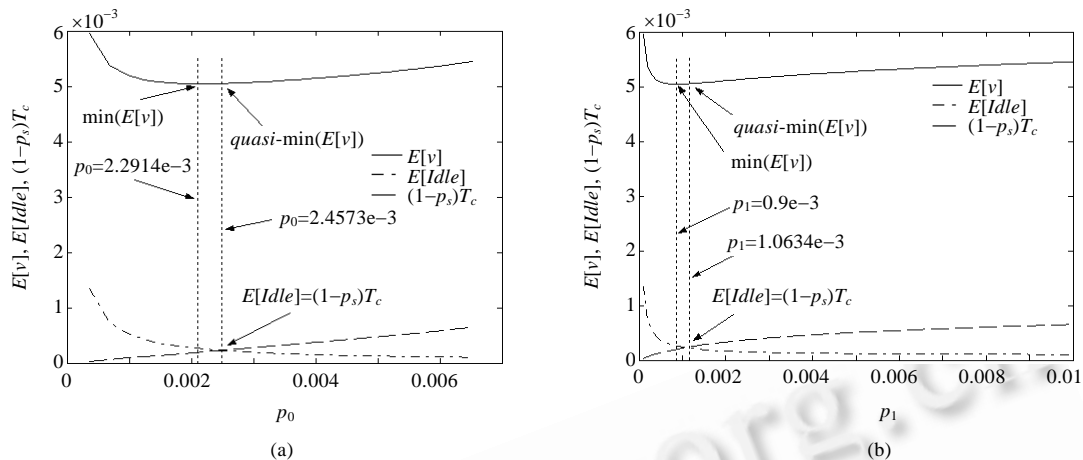 ×10⁻³
6
5
4
3
2
1
0
E[v], E[Idle], (1−pₛ)T꜀
min(E[v])
quasi-min(E[v])
p₀=2.2914e−3
E[v]
E[Idle]
(1−pₛ)T꜀
p₀=2.4573e−3
E[Idle]=(1−pₛ)T꜀
0 0.002 0.004 0.006
p₀
(a)
×10⁻³
6
5
4
3
2
1
0
E[v], E[Idle], (1−pₛ)T꜀
E[v]
E[Idle]
(1−pₛ)T꜀
quasi-min(E[v])
min(E[v])
p₁=0.9e−3
p₁=1.0634e−3
E[Idle]=(1−pₛ)T꜀
0 0.002 0.004 0.006 0.008 0.01
p₁
(b)
org.